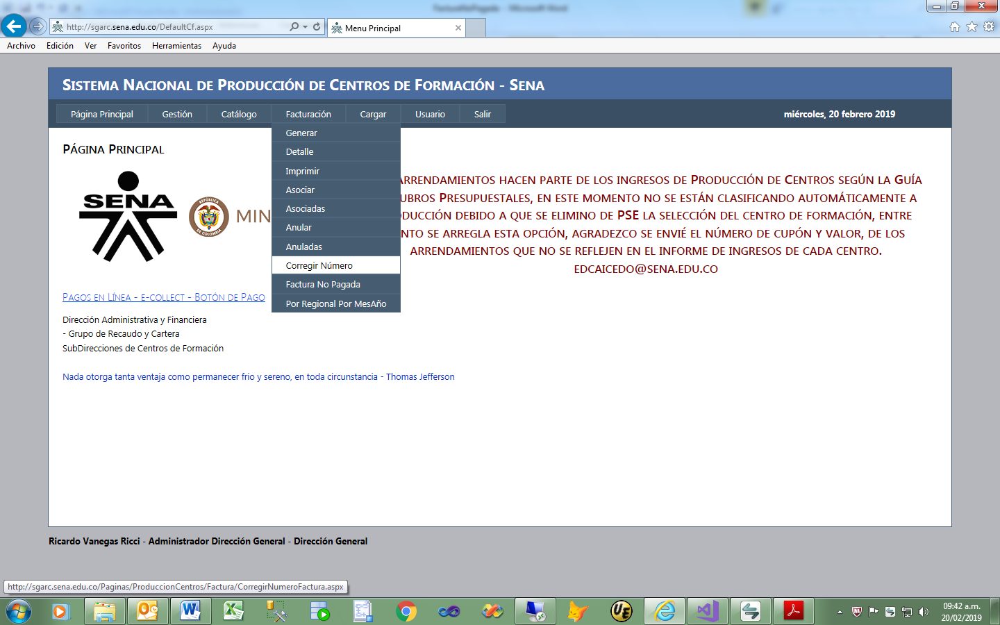 FacturaNoPagada - Microsoft Word
http://sgarc.sena.edu.co/DefaultCf.aspx
Menu Principal
Archivo Edición Ver Favoritos Herramientas Ayuda
Sistema Nacional de Producción de Centros de Formación - Sena
Página Principal Gestión Catálogo Facturación Cargar Usuario Salir miércoles, 20 febrero 2019
Generar
Detalle
Imprimir
Asociar
Asociadas
Anular
Anuladas
Corregir Número
Factura No Pagada
Por Regional Por MesAño
Página Principal
SENA
REPÚBLICA
DE COLOMBIA
MIN
arrendamientos hacen parte de los ingresos de Producción de Centros según la Guía
ubros Presupuestales, en este momento no se están clasificando automáticamente a
oducción debido a que se elimino de PSE la selección del centro de formación, entre
nto se arregla esta opción, agradezco se envié el número de cupón y valor, de los
arrendamientos que no se reflejen en el informe de ingresos de cada centro.
edcaicedo@sena.edu.co
Pagos en Línea - e-collect - Botón de Pago
Dirección Administrativa y Financiera
- Grupo de Recaudo y Cartera
SubDirecciones de Centros de Formación
Nada otorga tanta ventaja como permanecer frio y sereno, en toda circunstancia - Thomas Jefferson
Ricardo Vanegas Ricci - Administrador Dirección General - Dirección General
http://sgarc.sena.edu.co/Paginas/ProduccionCentros/Factura/CorregirNumeroFactura.aspx
09:42 a.m.
20/02/2019